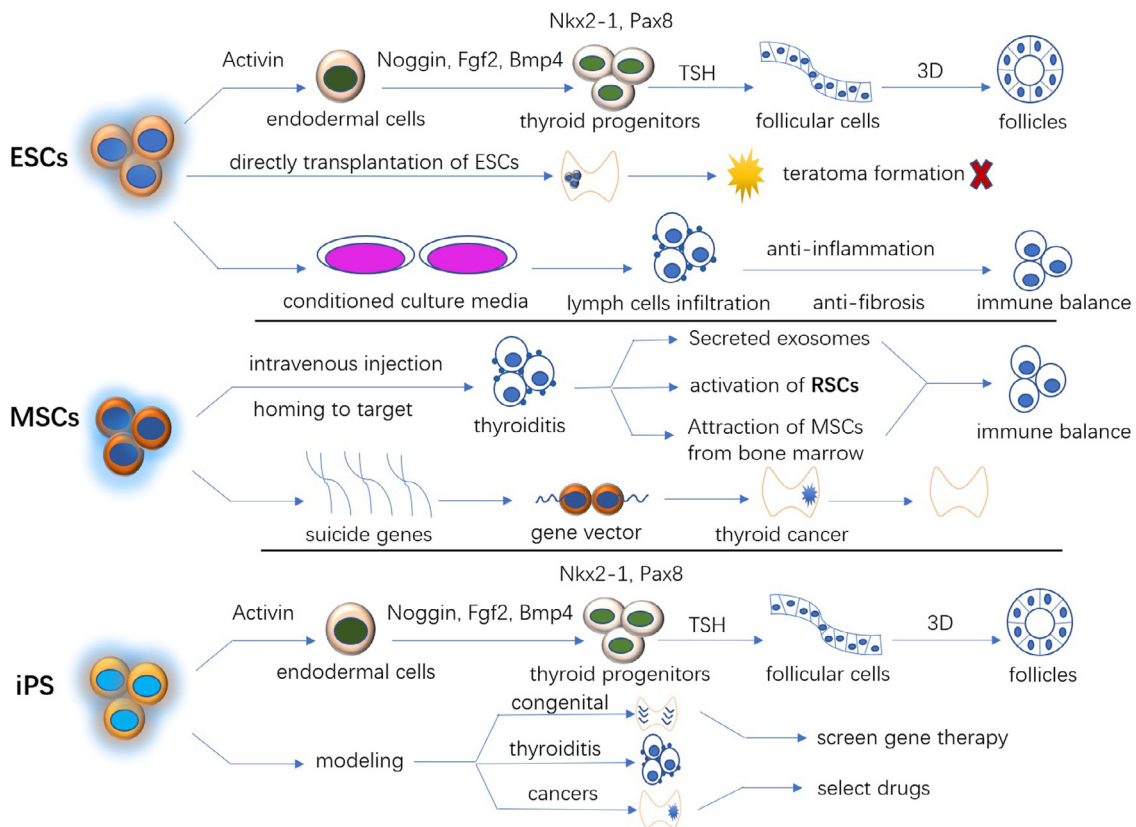 Nkx2-1, Pax8
Activin
Noggin, Fgf2, Bmp4
TSH
3D
endodermal cells
thyroid progenitors
follicular cells
follicles
ESCs
directly transplantation of ESCs
teratoma formation
anti-inflammation
conditioned culture media
lymph cells infiltration
anti-fibrosis
immune balance
Secreted exosomes
intravenous injection
activation of RSCs
MSCs
homing to target
thyroiditis
Attraction of MSCs
from bone marrow
immune balance
suicide genes
gene vector
thyroid cancer
Nkx2-1, Pax8
Activin
Noggin, Fgf2, Bmp4
TSH
3D
endodermal cells
thyroid progenitors
follicular cells
follicles
iPS
congenital
screen gene therapy
thyroiditis
modeling
cancers
select drugs